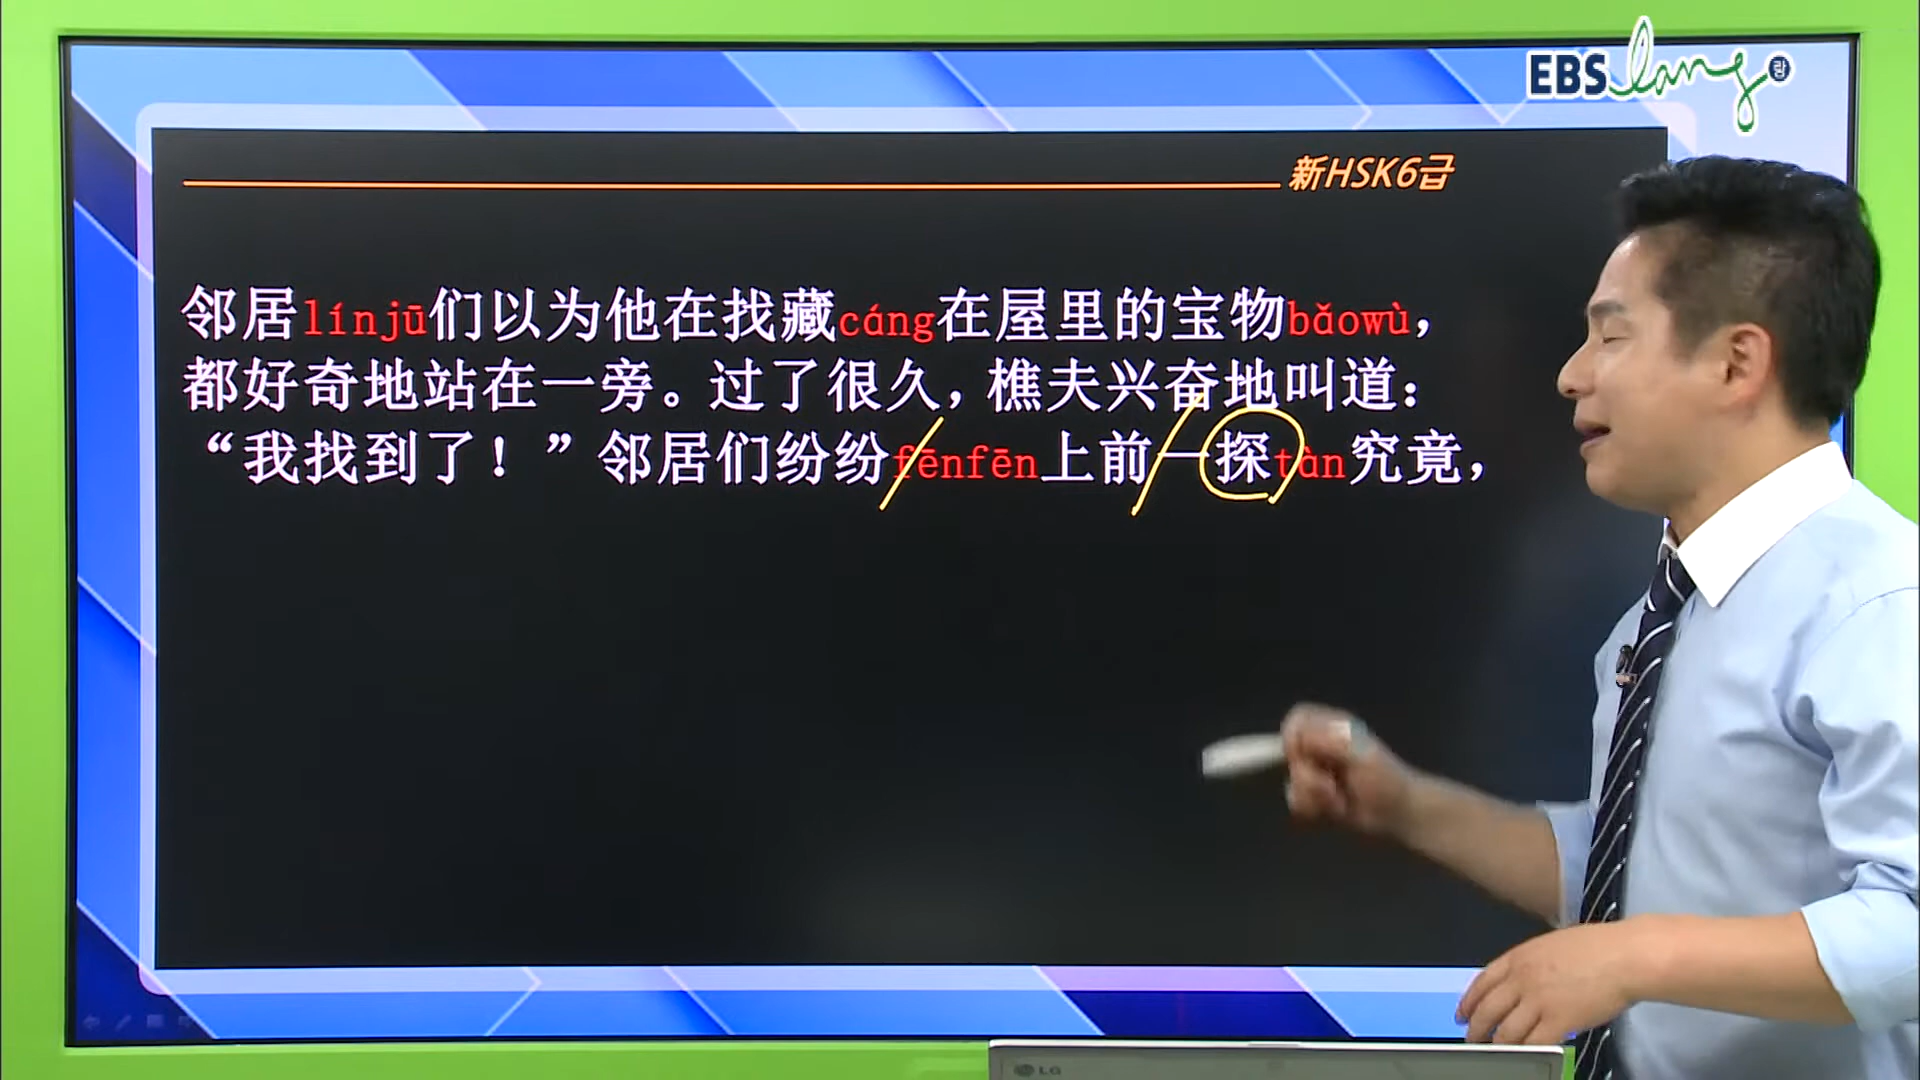 EBS lang 랑
新HSK6급
邻居línjū们以为他在找藏cáng在屋里的宝物bǎowù，
都好奇地站在一旁。过了很久，樵夫兴奋地叫道：
“我找到了！”邻居们纷纷fēnfēn上前一探tàn究竟，
LG